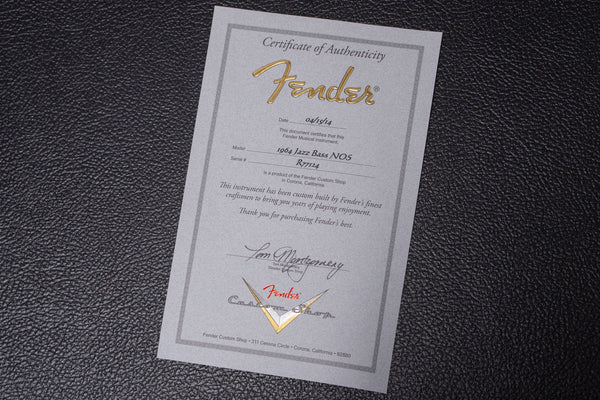 Certificate of Authenticity
Fender®
Date 04/15/14
This document certifies that this
Fender Musical Instrument,
Model 1964 Jazz Bass NOS
Serial # R77124
is a product of the Fender Custom Shop
in Corona, California.
This instrument has been custom built by Fender's finest
craftsmen to bring you years of playing enjoyment.
Thank you for purchasing Fender's best.
Tom Montgomery
Fender
Custom Shop
Fender Custom Shop • 311 Cessna Circle • Corona, California • 92880